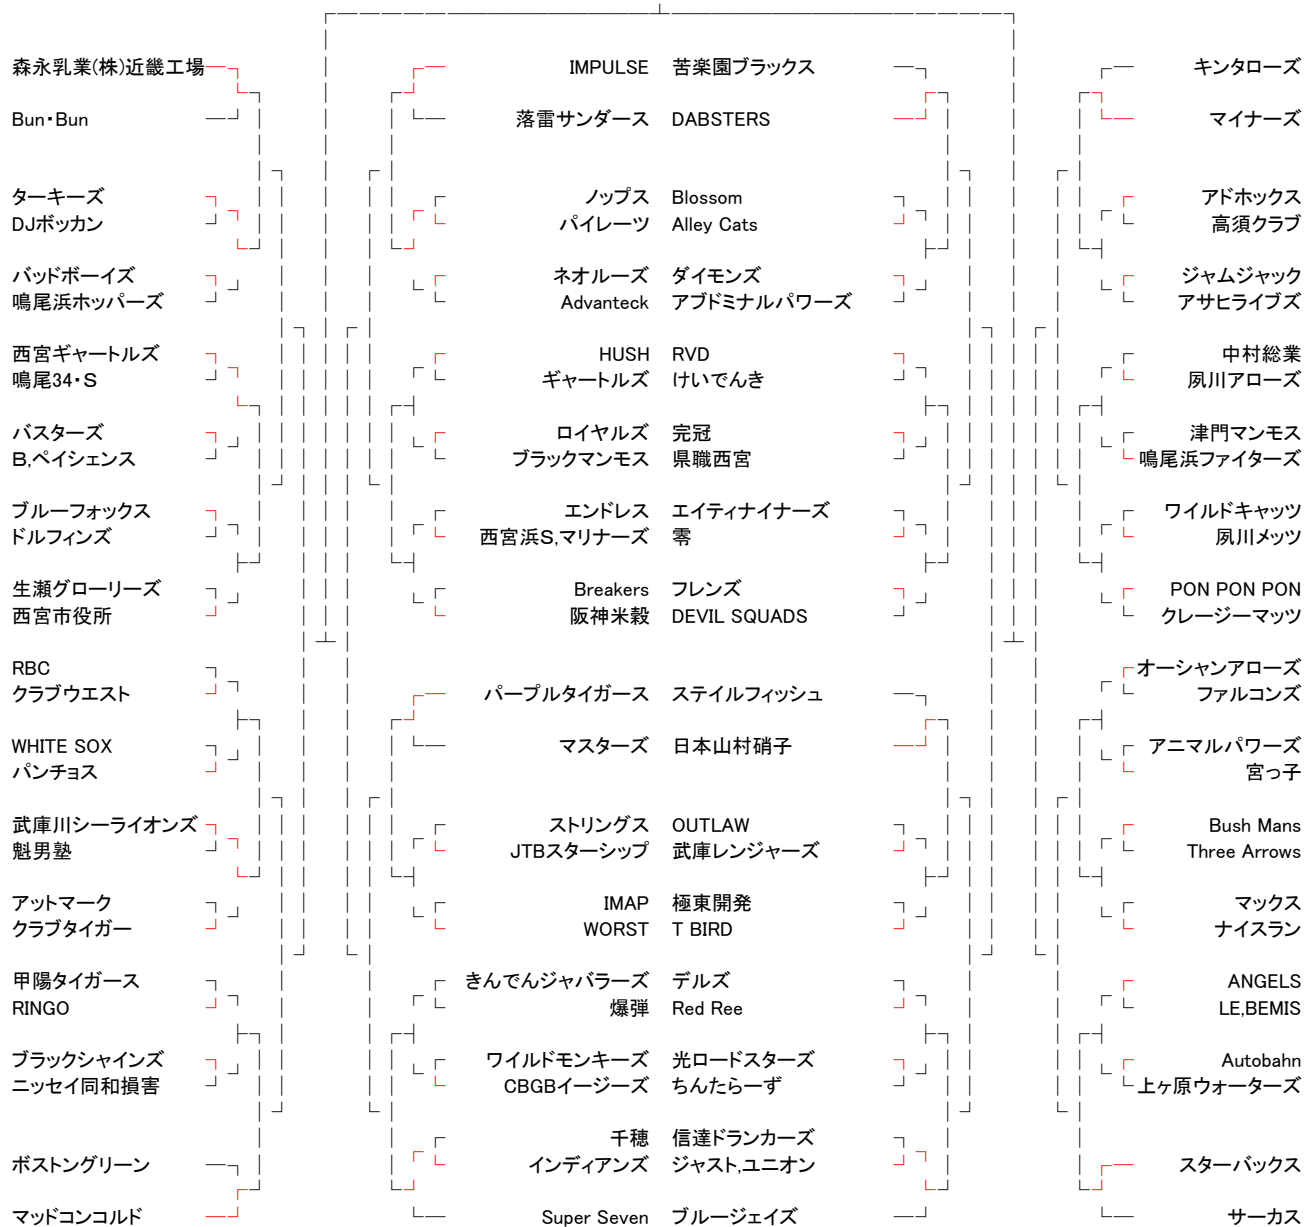 森永乳業(株)近畿工場
Bun・Bun
ターキーズ
DJボッカン
バッドボーイズ
鳴尾浜ホッパーズ
西宮ギャートルズ
鳴尾34・S
バスターズ
B,ペイシェンス
ブルーフォックス
ドルフィンズ
生瀬グローリーズ
西宮市役所
RBC
クラブウエスト
WHITE SOX
パンチョス
武庫川シーライオンズ
魁男塾
アットマーク
クラブタイガー
甲陽タイガース
RINGO
ブラックシャインズ
ニッセイ同和損害
ボストングリーン
マッドコンコルド
IMPULSE
落雷サンダース
ノップス
パイレーツ
ネオルーズ
Advanteck
HUSH
ギャートルズ
ロイヤルズ
ブラックマンモス
エンドレス
西宮浜S,マリナーズ
Breakers
阪神米穀
パープルタイガース
マスターズ
ストリングス
JTBスターシップ
IMAP
WORST
きんでんジャバラーズ
爆弾
ワイルドモンキーズ
CBGBイージーズ
千穂
インディアンズ
Super Seven
苦楽園ブラックス
DABSTERS
Blossom
Alley Cats
ダイモンズ
アブドミナルパワーズ
RVD
けいでんき
完冠
県職西宮
エイティナイナーズ
零
フレンズ
DEVIL SQUADS
ステイルフィッシュ
日本山村硝子
OUTLAW
武庫レンジャーズ
極東開発
T BIRD
デルズ
Red Ree
光ロードスターズ
ちんたらーず
信達ドランカーズ
ジャスト,ユニオン
ブルージェイズ
キンタローズ
マイナーズ
アドホックス
高須クラブ
ジャムジャック
アサヒライブズ
中村総業
夙川アローズ
津門マンモス
鳴尾浜ファイターズ
ワイルドキャッツ
夙川メッツ
PON PON PON
クレージーマッツ
オーシャンアローズ
ファルコンズ
アニマルパワーズ
宮っ子
Bush Mans
Three Arrows
マックス
ナイスラン
ANGELS
LE,BEMIS
Autobahn
上ヶ原ウォーターズ
スターバックス
サーカス